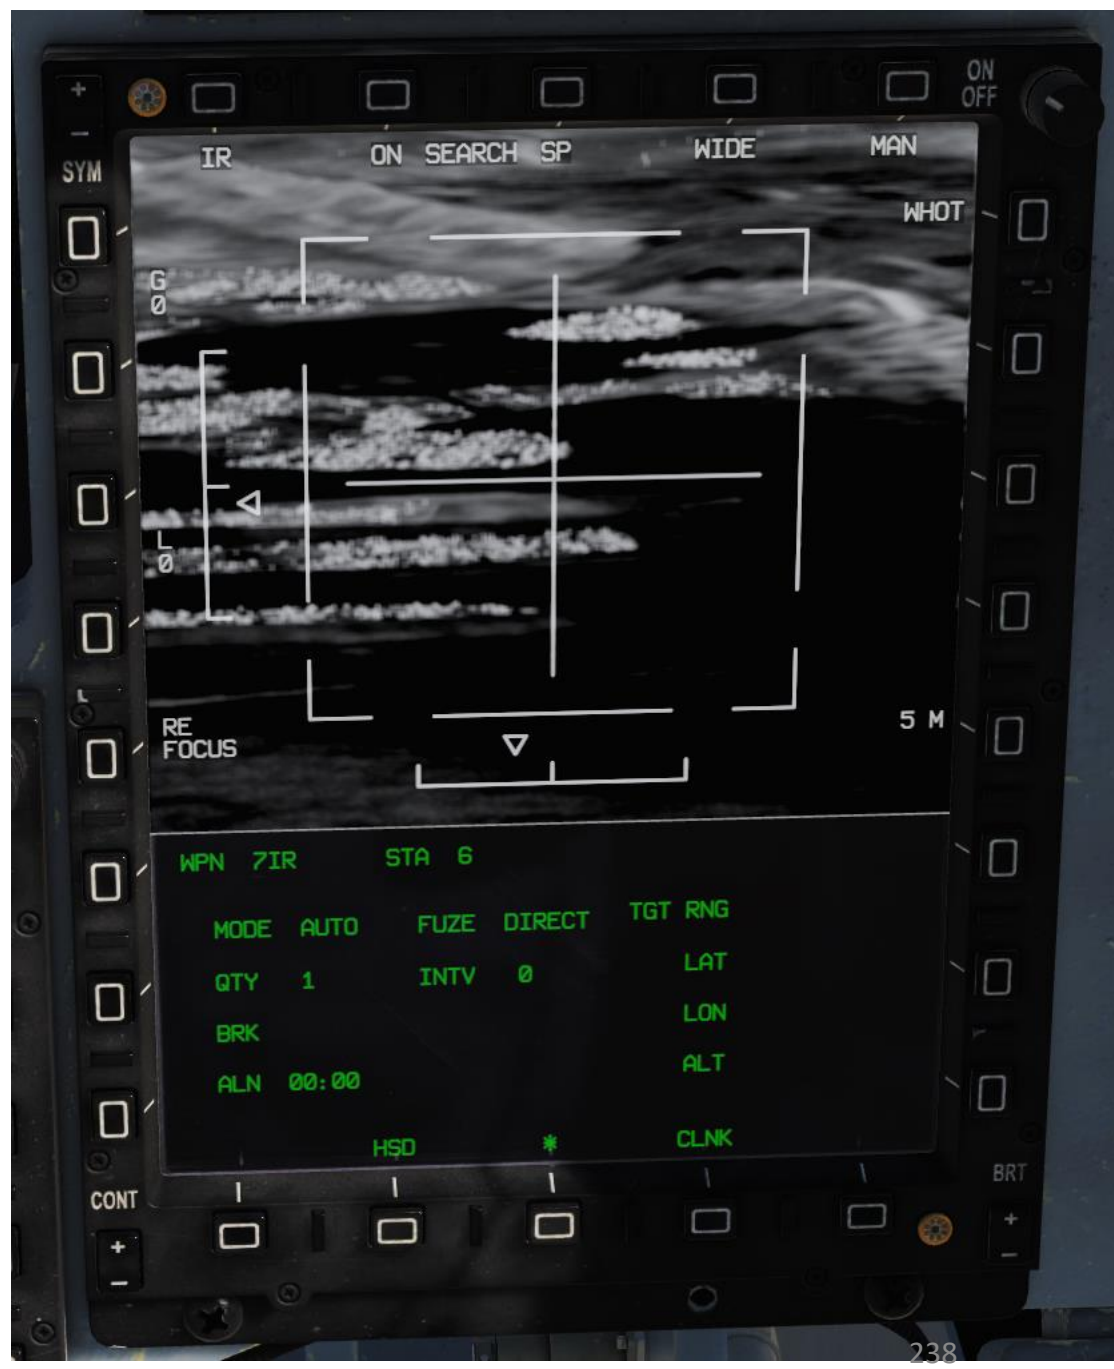 ON
OFF
+
-
SYM
IR ON SEARCH SP WIDE MAN
WHOT
G
0
L
0
RE
FOCUS
5 M
WPN 7IR STA 6
MODE AUTO FUZE DIRECT TGT RNG
QTY 1 INTV 0 LAT
BRK LON
ALN 00:00 ALT
HSD * CLNK
CONT
+
-
BRT
+
-
238